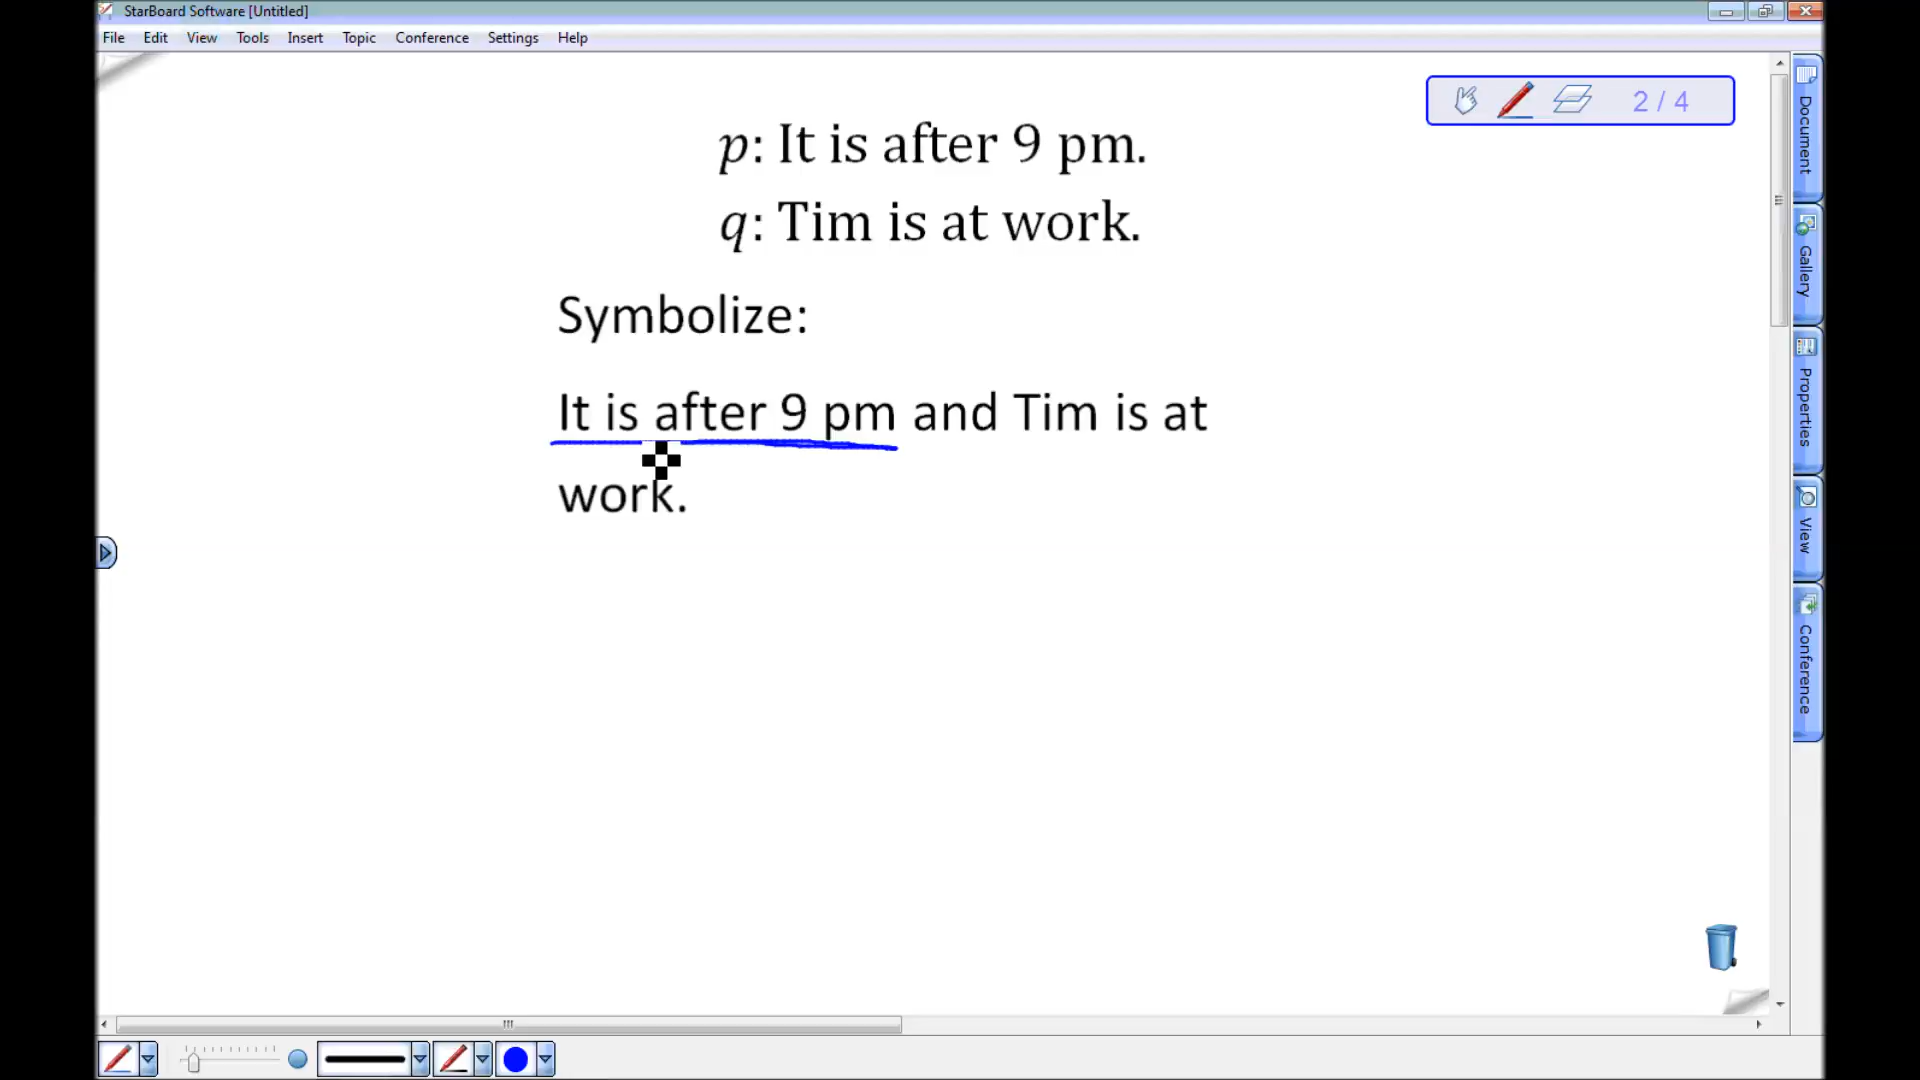 StarBoard Software [Untitled]
File Edit View Tools Insert Topic Conference Settings Help
2 / 4
p: It is after 9 pm.
q: Tim is at work.
Symbolize:
It is after 9 pm and Tim is at
work.
Document
Gallery
Properties
View
Conference